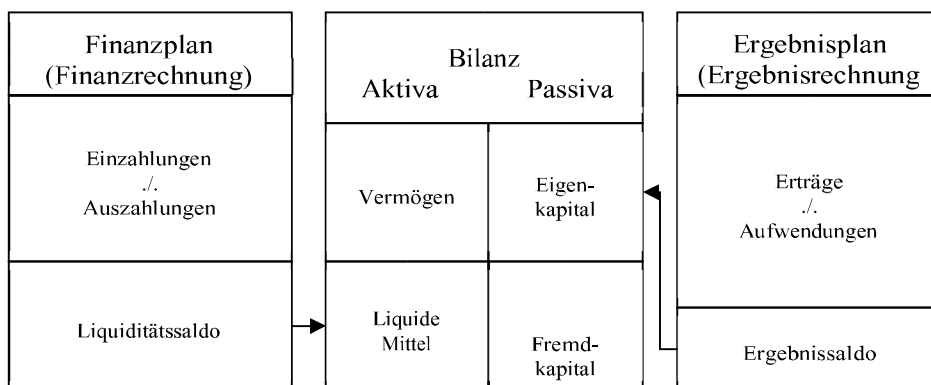 Finanzplan
(Finanzrechnung)
Einzahlungen
./.
Auszahlungen
Liquiditätssaldo
Bilanz
Aktiva Passiva
Vermögen
Eigen-
kapital
Liquide
Mittel
Fremd-
kapital
Ergebnisplan
(Ergebnisrechnung
Erträge
./.
Aufwendungen
Ergebnissaldo